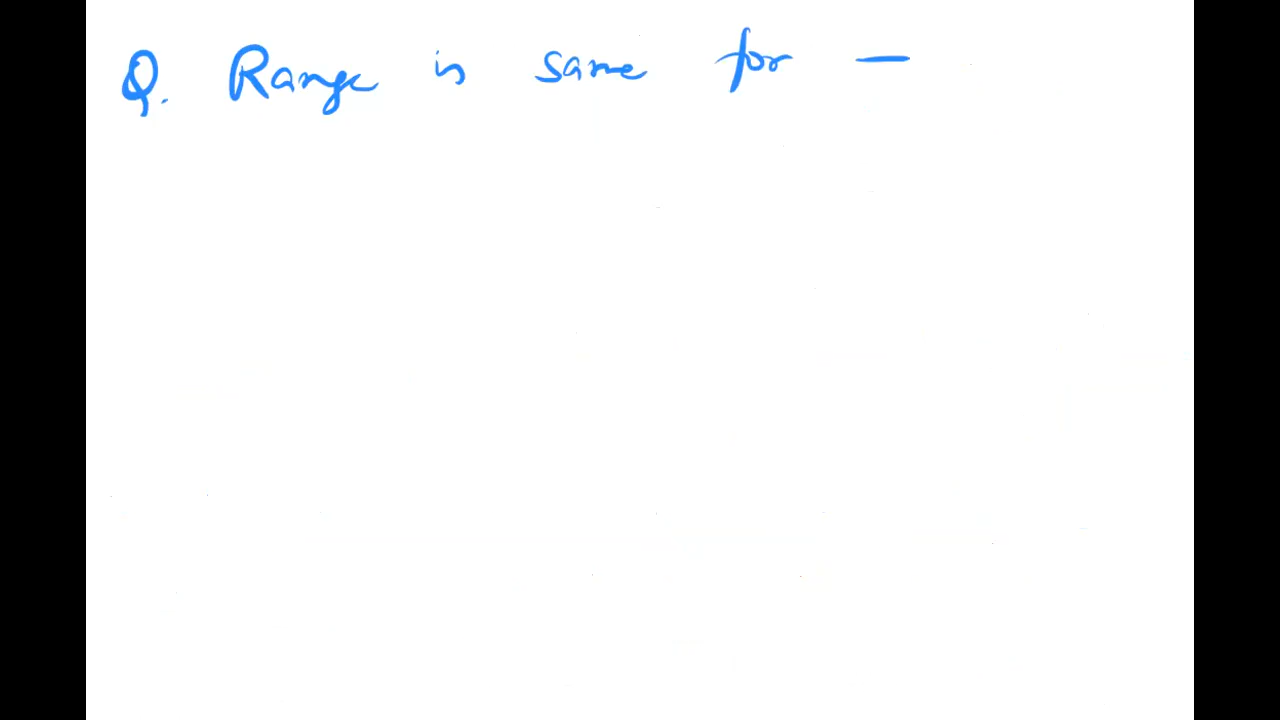 Q. Range is same for —